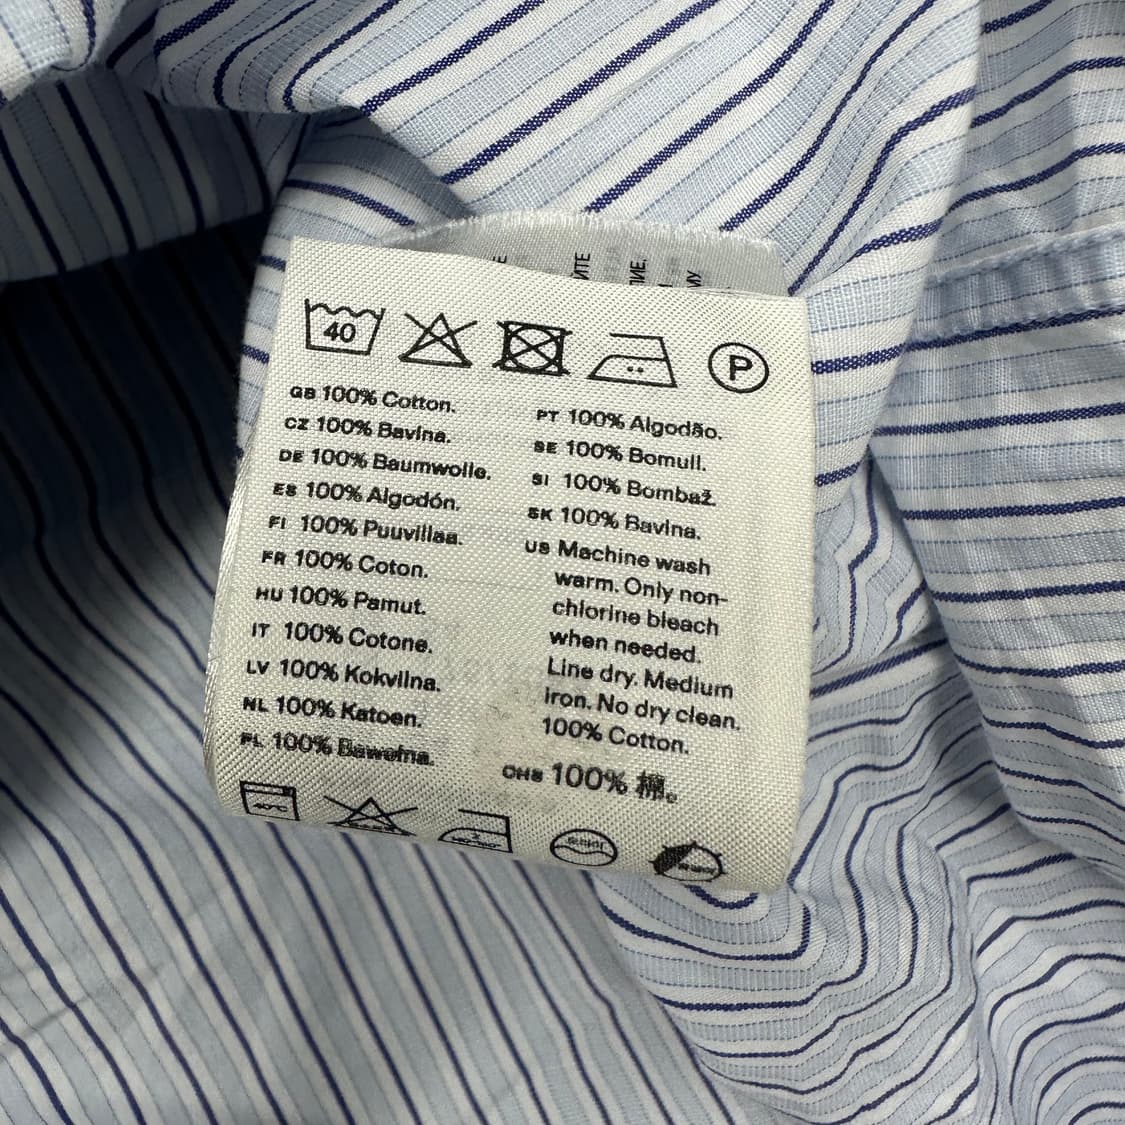 40
P
GB 100% Cotton.
CZ 100% Bavlna.
DE 100% Baumwolle.
ES 100% Algodón.
FI 100% Puuvillaa.
FR 100% Coton.
HU 100% Pamut.
IT 100% Cotone.
LV 100% Kokvilna.
NL 100% Katoen.
PL 100% Bawełna.
PT 100% Algodão.
SE 100% Bomull.
SI 100% Bombaž.
SK 100% Bavlna.
US Machine wash
warm. Only non-
chlorine bleach
when needed.
Line dry. Medium
iron. No dry clean.
100% Cotton.
CHS 100% 棉。
40°C